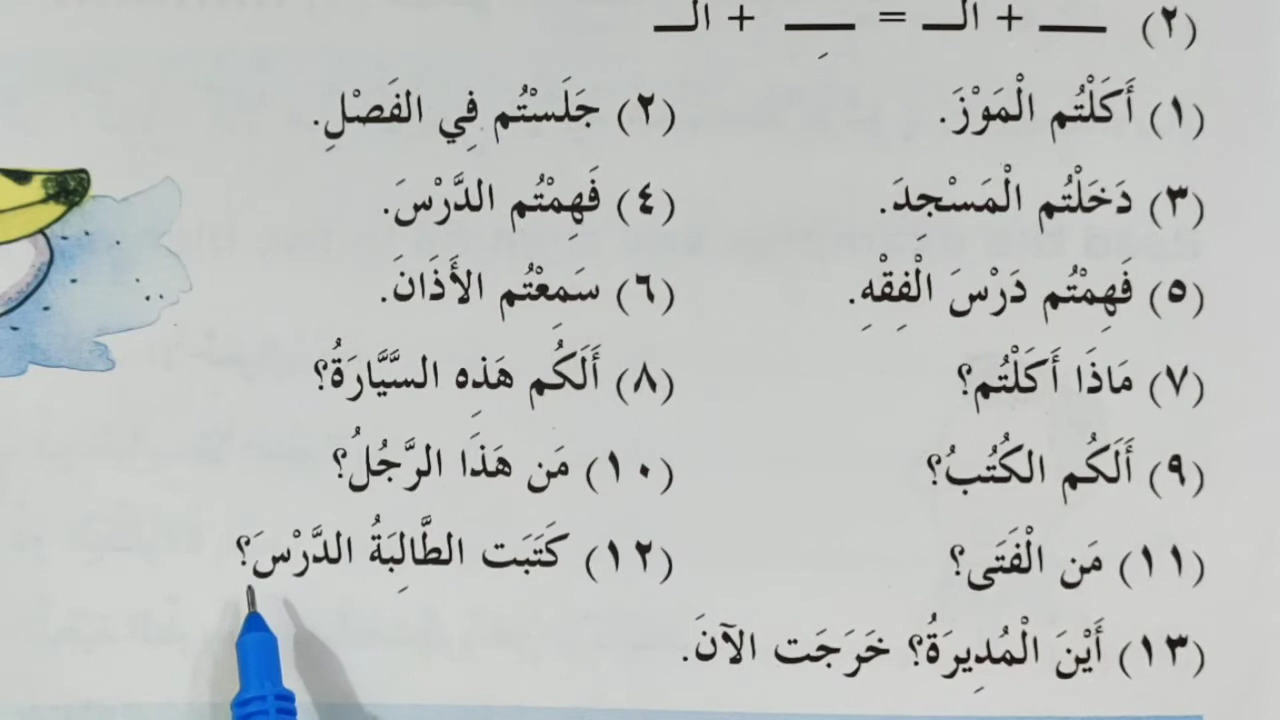 (٢) ـــ + الـ = ـــِ + الـ
(١) أَكَلْتُم الْمَوْزَ. (٢) جَلَسْتُم فِي الفَصْلِ.
(٣) دَخَلْتُم الْمَسْجِدَ. (٤) فَهِمْتُم الدَّرْسَ.
(٥) فَهِمْتُم دَرْسَ الْفِقْهِ. (٦) سَمِعْتُم الأَذَانَ.
(٧) مَاذَا أَكَلْتُم؟ (٨) أَلَكُم هَذِه السَّيَّارَةُ؟
(٩) أَلَكُم الكُتُبُ؟ (١٠) مَن هَذَا الرَّجُلُ؟
(١١) مَن الْفَتَى؟ (١٢) كَتَبَت الطَّالِبَةُ الدَّرْسَ؟
(١٣) أَيْنَ الْمُدِيرَةُ؟ خَرَجَت الآنَ.